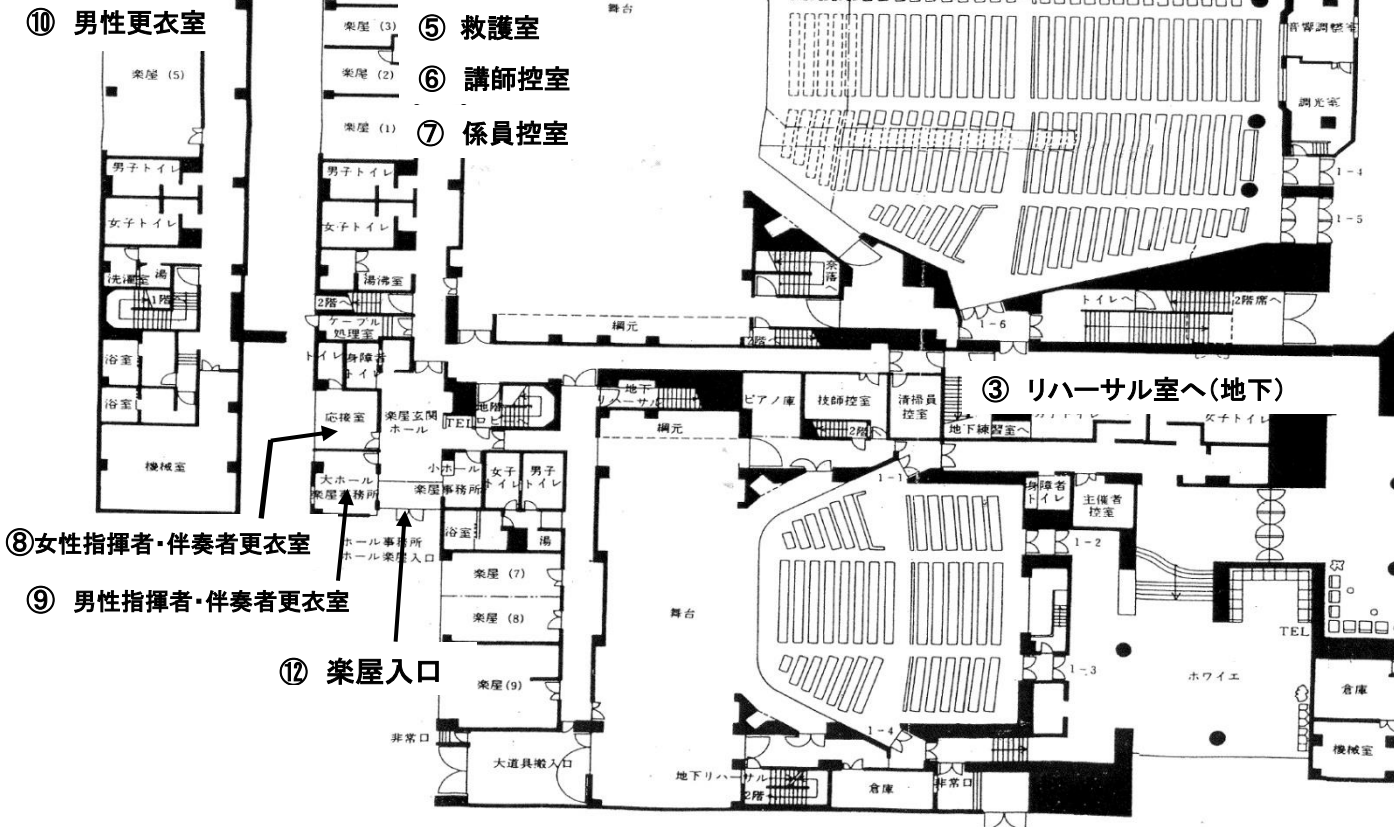 ⑩ 男性更衣室
楽屋 (5)
男子トイレ
女子トイレ
洗濯室
湯
1階へ
浴室
浴室
機械室
楽屋 (3)
楽屋 (2)
楽屋 (1)
⑤ 救護室
⑥ 講師控室
⑦ 係員控室
男子トイレ
女子トイレ
湯沸室
2階へ
ケーブル
処理室
トイレ
身障者
トイレ
応接室
楽屋玄関
ホール
TEL
地階
ロビーへ
大ホール
楽屋事務所
小ホール
楽屋事務所
女子
トイレ
男子
トイレ
浴室
湯
ホール事務所
ホール楽屋入口
⑧女性指揮者・伴奏者更衣室
⑨ 男性指揮者・伴奏者更衣室
⑫ 楽屋入口
楽屋 (7)
楽屋 (8)
楽屋(9)
非常口
大道具搬入口
舞台
綱元
奈落へ
2階へ
地下
リハーサル
綱元
ピアノ庫
技師控室
2階
清掃員
控室
地下練習室へ
③ リハーサル室へ(地下)
女子トイレ
音響調整室
調光室
1-4
1-5
1-6
トイレへ
2階席へ
1-1
身障者
トイレ
主催者
控室
1-2
1-3
1-4
舞台
ホワイエ
TEL
倉庫
機械室
地下リハーサル
2階へ
倉庫
非常口